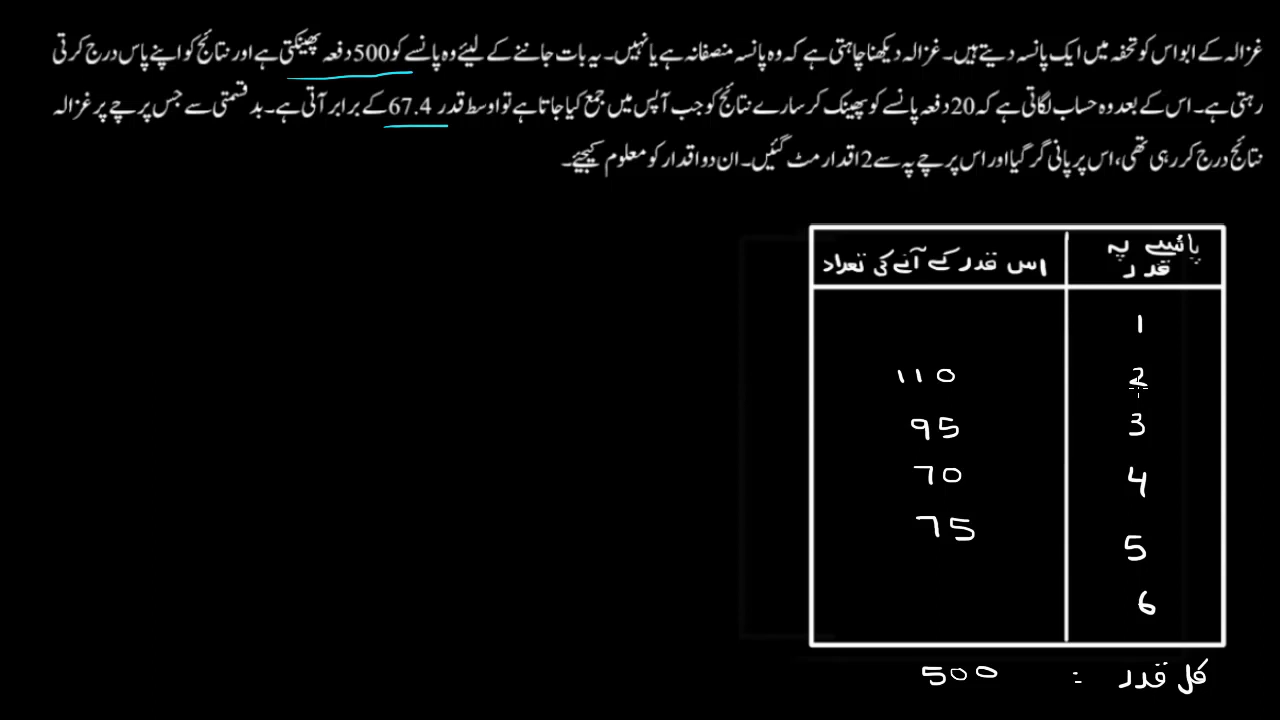 غزالہ کے ابو اس کو تحفہ میں ایک پانسہ دیتے ہیں۔ غزالہ دیکھنا چاہتی ہے کہ وہ پانسہ منصفانہ ہے یا نہیں۔ یہ بات جاننے کے لیئے وہ پانسے کو 500 دفعہ پھینکتی ہے اور نتائج کو اپنے پاس درج کرتی
رہتی ہے۔ اس کے بعد وہ حساب لگاتی ہے کہ 20 دفعہ پانسے کو پھینک کر سارے نتائج کو جب آپس میں جمع کیا جاتا ہے تو اوسط قدر 67.4 کے برابر آتی ہے۔ بد قسمتی سے جس پرچے پر غزالہ
نتائج درج کر رہی تھی، اس پر پانی گر گیا اور اس پرچے پہ سے 2 اقدار مٹ گئیں۔ ان دو اقدار کو معلوم کیجیئے۔
پانسے پہ قدر اس قدر کے آنے کی تعداد
1
2 110
3 95
4 70
5 75
6
کل قدر = 500